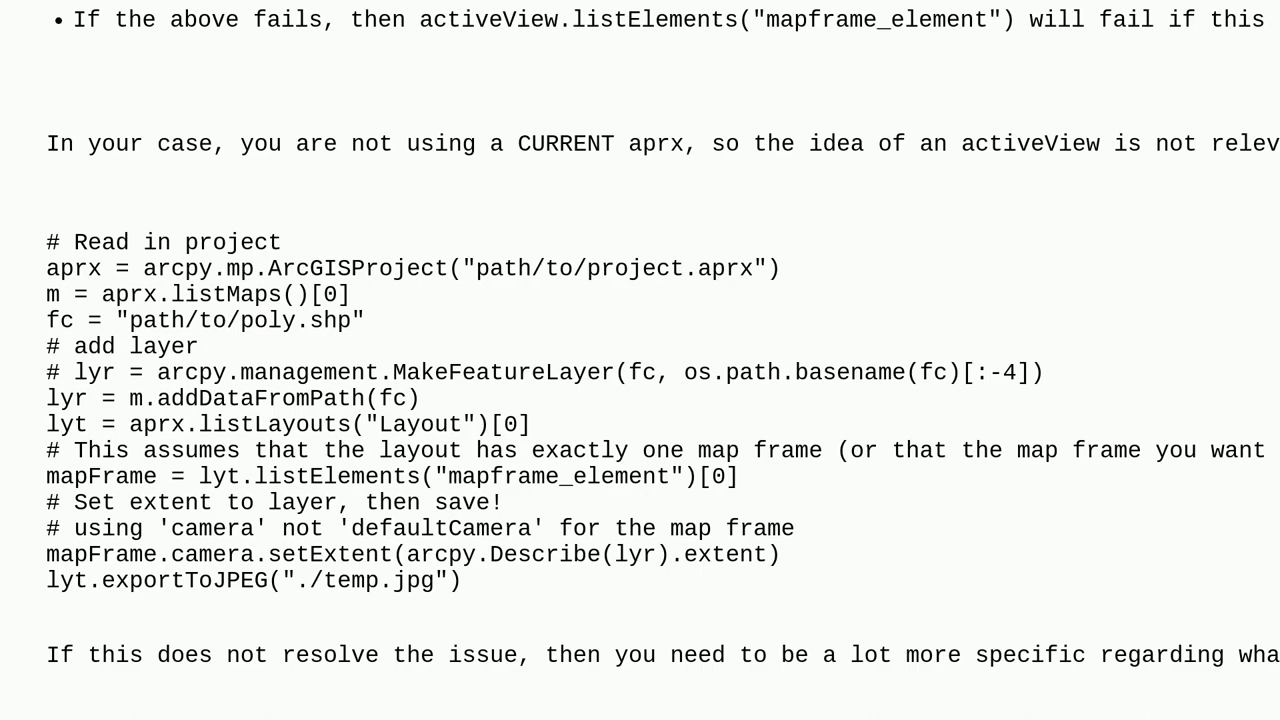 • If the above fails, then activeView.listElements("mapframe_element") will fail if this
In your case, you are not using a CURRENT aprx, so the idea of an activeView is not relev
# Read in project
aprx = arcpy.mp.ArcGISProject("path/to/project.aprx")
m = aprx.listMaps()[0]
fc = "path/to/poly.shp"
# add layer
# lyr = arcpy.management.MakeFeatureLayer(fc, os.path.basename(fc)[:-4])
lyr = m.addDataFromPath(fc)
lyt = aprx.listLayouts("Layout")[0]
# This assumes that the layout has exactly one map frame (or that the map frame you want
mapFrame = lyt.listElements("mapframe_element")[0]
# Set extent to layer, then save!
# using 'camera' not 'defaultCamera' for the map frame
mapFrame.camera.setExtent(arcpy.Describe(lyr).extent)
lyt.exportToJPEG("./temp.jpg")
If this does not resolve the issue, then you need to be a lot more specific regarding wha